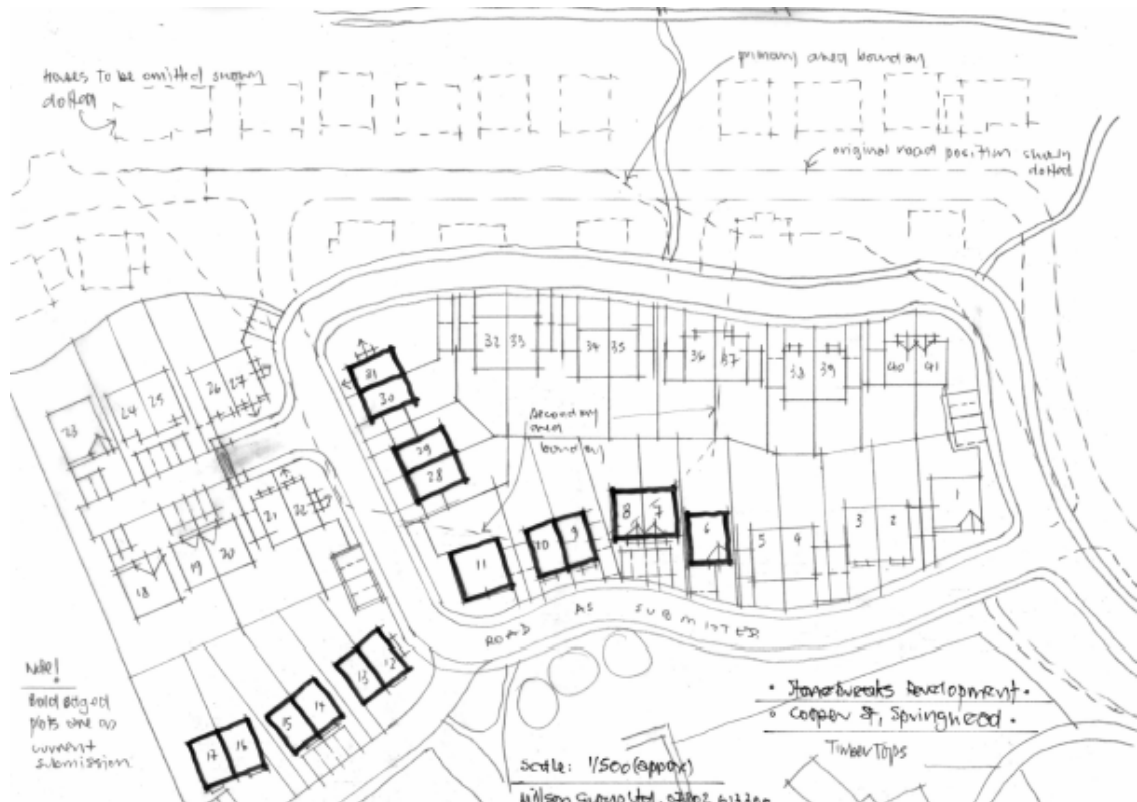 Houses to be omitted shown
dotted
primary area boundary
original road position shown
dotted
32 33
34 35
36 37
38 39
40 41
31
30
29
28
27
26
25
24
23
22
21
20
19
18
secondary
area
boundary
1
2
3
4
5
6
7
8
9
10
11
12
13
14
15
16
17
ROAD AS SUBMITTED
Note!
Bold edged
plots are as
current
submission.
• Stonebreaks Development •
• Cooper St, Springhead •
Timber Tops
Scale: 1/500 (approx)